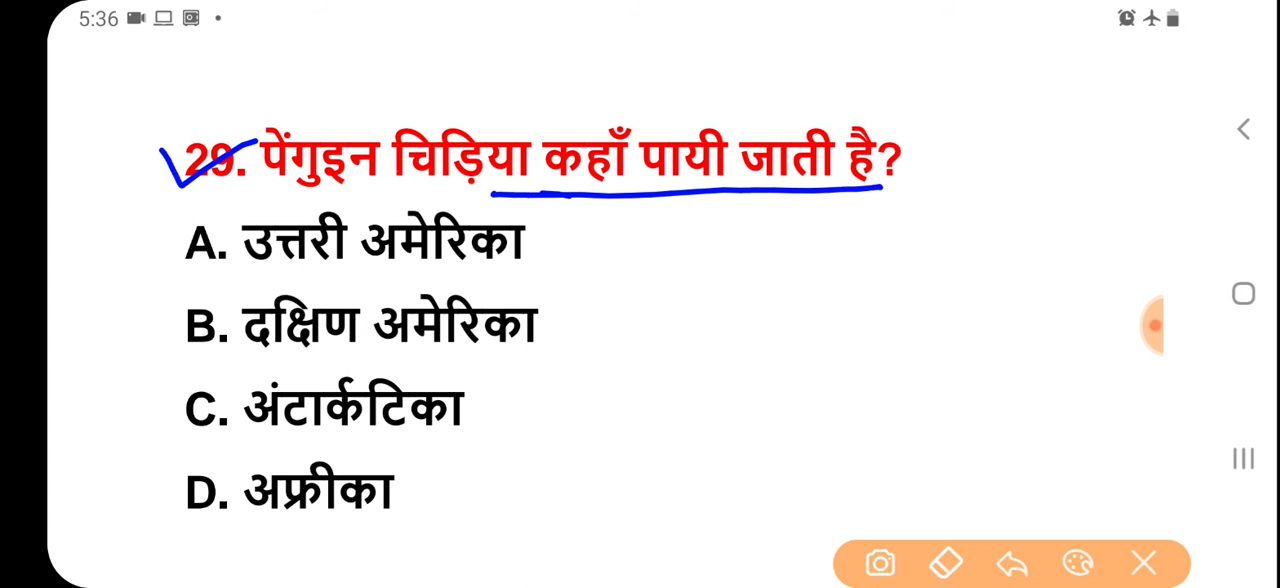 5:36
29. पेंगुइन चिड़िया कहाँ पायी जाती है?
A. उत्तरी अमेरिका
B. दक्षिण अमेरिका
C. अंटार्कटिका
D. अफ्रीका